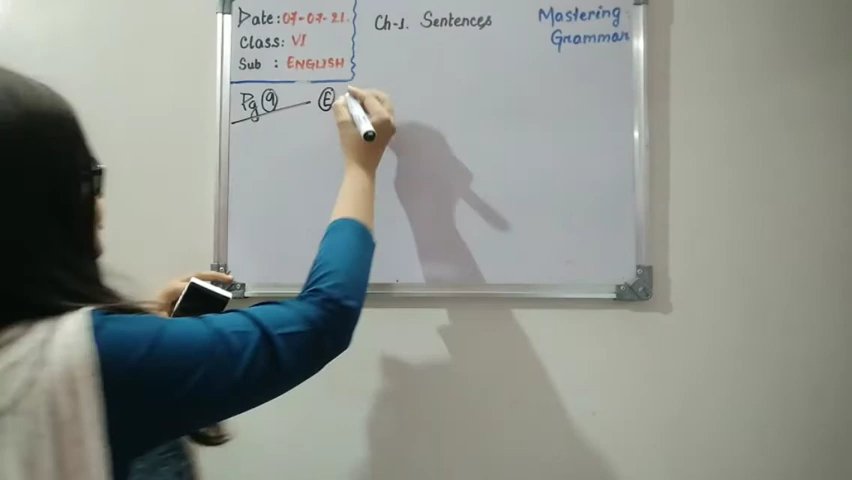 Date: 07-07-21.
Class: VI
Sub : ENGLISH
Ch-1. Sentences
Mastering
Grammar
Pg 9 E